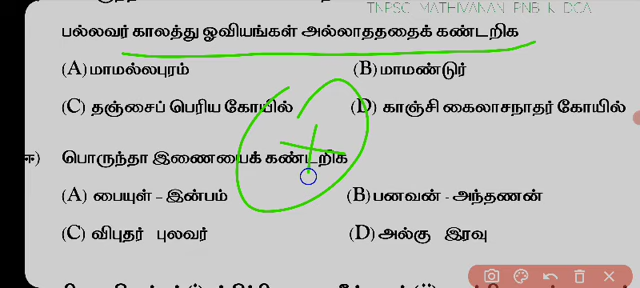 TNPSC MATHIVANAN PNB K DCA
பல்லவர் காலத்து ஓவியங்கள் அல்லாதததைக் கண்டறிக
(A) மாமல்லபுரம் (B) மாமண்டூர்
(C) தஞ்சைப் பெரிய கோயில் (D) காஞ்சி கைலாசநாதர் கோயில்
ஈ) பொருந்தா இணையைக் கண்டறிக
(A) பையுள் – இன்பம் (B) பனவன் - அந்தணன்
(C) விபுதர் புலவர் (D) அல்கு இரவு